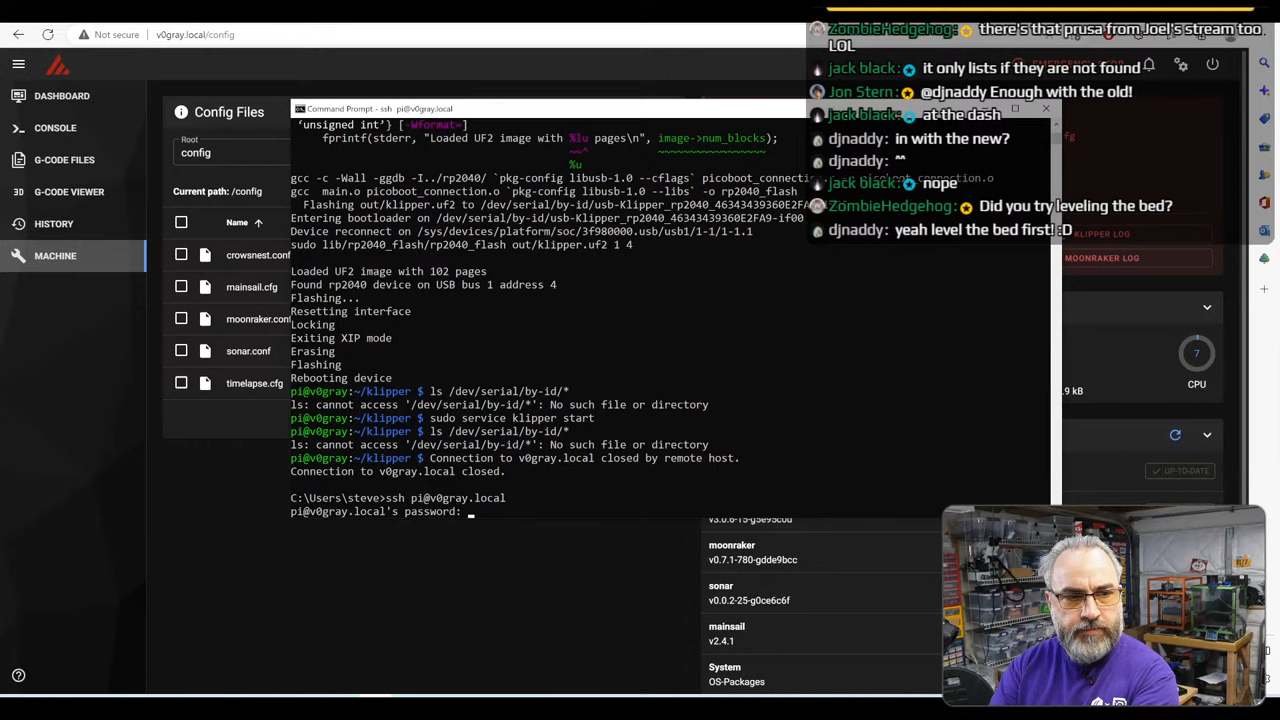 Not secure
v0gray.local/config
DASHBOARD
CONSOLE
G-CODE FILES
G-CODE VIEWER
HISTORY
MACHINE
Config Files
Root
config
Current path: /config
Name
crowsnest.conf
mainsail.cfg
moonraker.conf
sonar.conf
timelapse.cfg
Command Prompt - ssh pi@v0gray.local
‘unsigned int’} [-Wformat=]
fprintf(stderr, "Loaded UF2 image with %lu pages\n", image->num_blocks);
~~^ ~~~~~~~~~~~~~~~~~
%u
gcc -c -Wall -ggdb -I../rp2040/ `pkg-config libusb-1.0 --cflags` picoboot_connection.c -o picoboot_connection.o
gcc main.o picoboot_connection.o `pkg-config libusb-1.0 --libs` -o rp2040_flash
Flashing out/klipper.uf2 to /dev/serial/by-id/usb-Klipper_rp2040_46343439360E2FA9-if00
Entering bootloader on /dev/serial/by-id/usb-Klipper_rp2040_46343439360E2FA9-if00
Device reconnect on /sys/devices/platform/soc/3f980000.usb/usb1/1-1/1-1.1
sudo lib/rp2040_flash/rp2040_flash out/klipper.uf2 1 4
Loaded UF2 image with 102 pages
Found rp2040 device on USB bus 1 address 4
Flashing...
Resetting interface
Locking
Exiting XIP mode
Erasing
Flashing
Rebooting device
pi@v0gray:~/klipper $ ls /dev/serial/by-id/*
ls: cannot access '/dev/serial/by-id/*': No such file or directory
pi@v0gray:~/klipper $ sudo service klipper start
pi@v0gray:~/klipper $ ls /dev/serial/by-id/*
ls: cannot access '/dev/serial/by-id/*': No such file or directory
pi@v0gray:~/klipper $ Connection to v0gray.local closed by remote host.
Connection to v0gray.local closed.
C:\Users\steve>ssh pi@v0gray.local
pi@v0gray.local's password:
ZombieHedgehog: there's that prusa from Joel's stream too
LOL
jack black: it only lists if they are not found
Jon Stern: @djnaddy Enough with the old!
jack black: at the dash
djnaddy: in with the new?
djnaddy: ^^
jack black: nope
ZombieHedgehog: Did you try leveling the bed?
djnaddy: yeah level the bed first! :D
KLIPPER LOG
MOONRAKER LOG
7
CPU
.9 kB
UP-TO-DATE
v3.0.6-15-g5e95c0d
moonraker
v0.7.1-780-gdde9bcc
sonar
v0.0.2-25-g0ce6c6f
mainsail
v2.4.1
System
OS-Packages